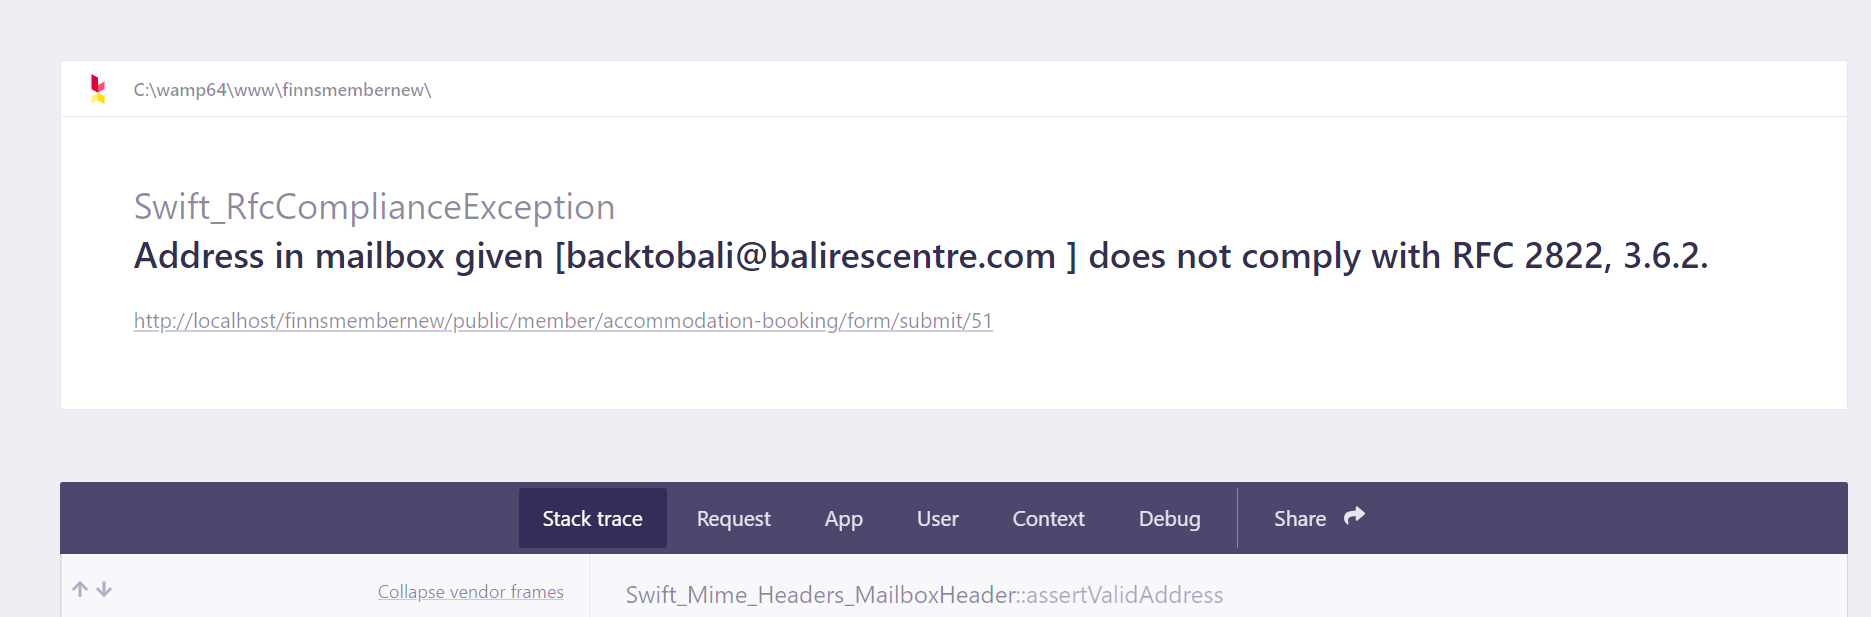 C:\wamp64\www\finnsmembernew\
Swift_RfcComplianceException
Address in mailbox given [backtobali@balirescentre.com ] does not comply with RFC 2822, 3.6.2.
http://localhost/finnsmembernew/public/member/accommodation-booking/form/submit/51
Stack trace Request App User Context Debug Share
Collapse vendor frames Swift_Mime_Headers_MailboxHeader::assertValidAddress